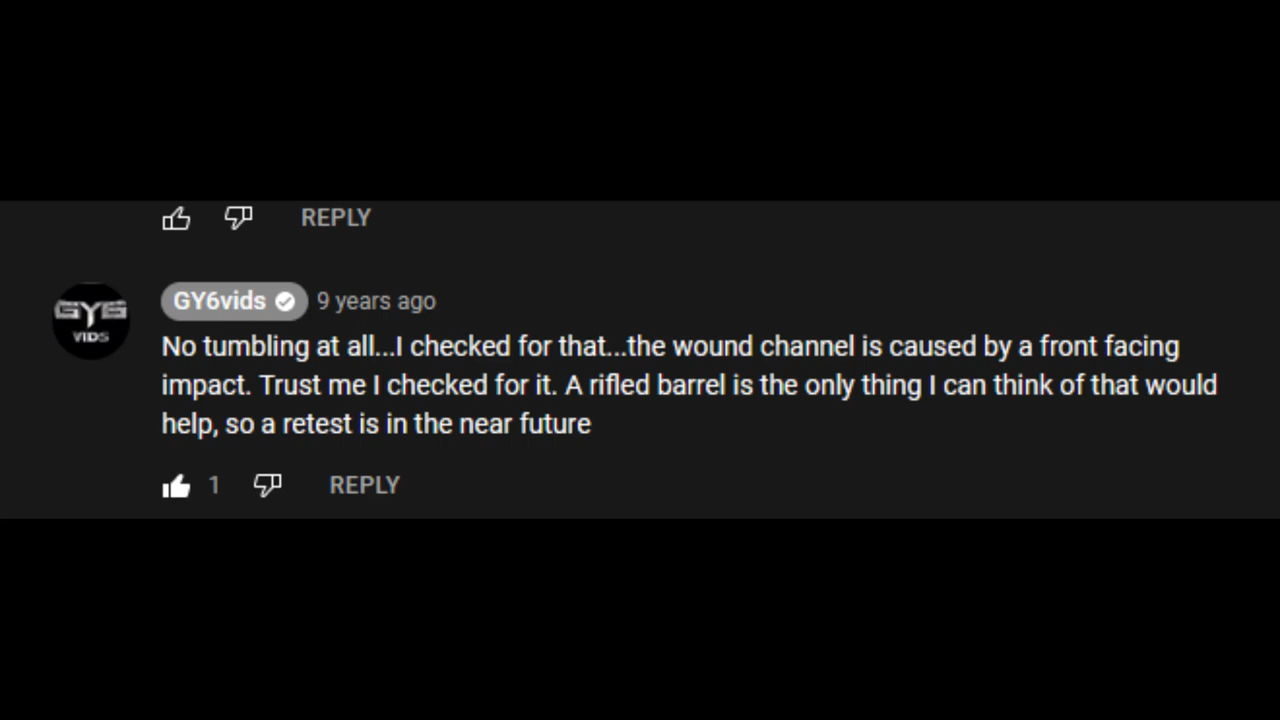 REPLY
GY6
VIDS
GY6vids 9 years ago
No tumbling at all...I checked for that...the wound channel is caused by a front facing
impact. Trust me I checked for it. A rifled barrel is the only thing I can think of that would
help, so a retest is in the near future
1 REPLY